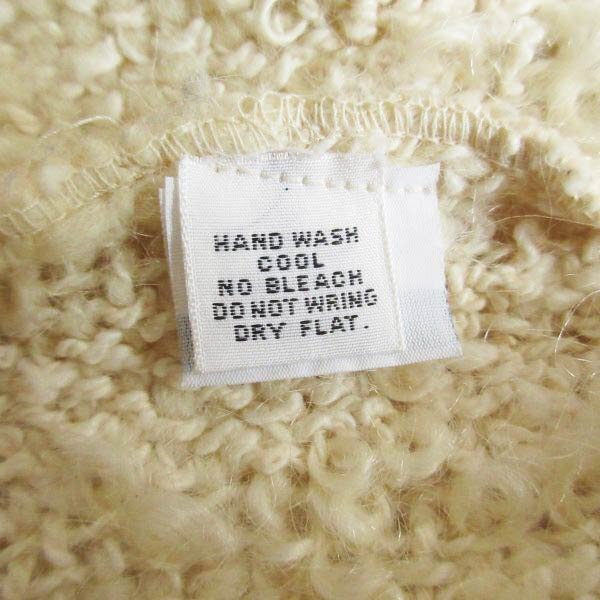 HAND WASH
COOL
NO BLEACH
DO NOT WRING
DRY FLAT.